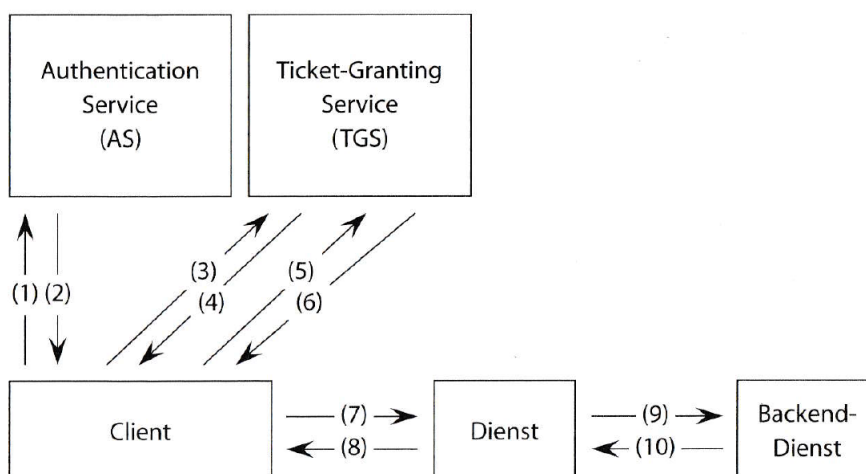 Authentication
Service
(AS)
Ticket-Granting
Service
(TGS)
(1) (2)
(3)
(4)
(5)
(6)
Client
(7)
(8)
Dienst
(9)
(10)
Backend-
Dienst